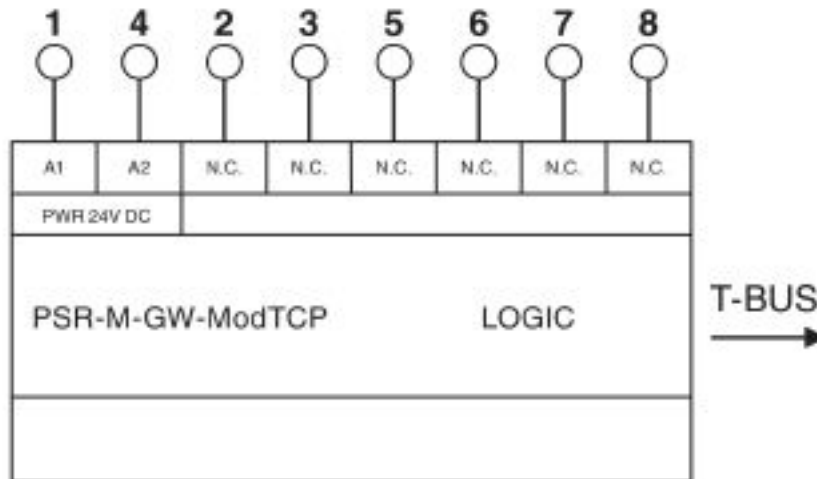 1 4 2 3 5 6 7 8
A1 A2 N.C. N.C. N.C. N.C. N.C. N.C.
PWR 24V DC
PSR-M-GW-ModTCP LOGIC
T-BUS